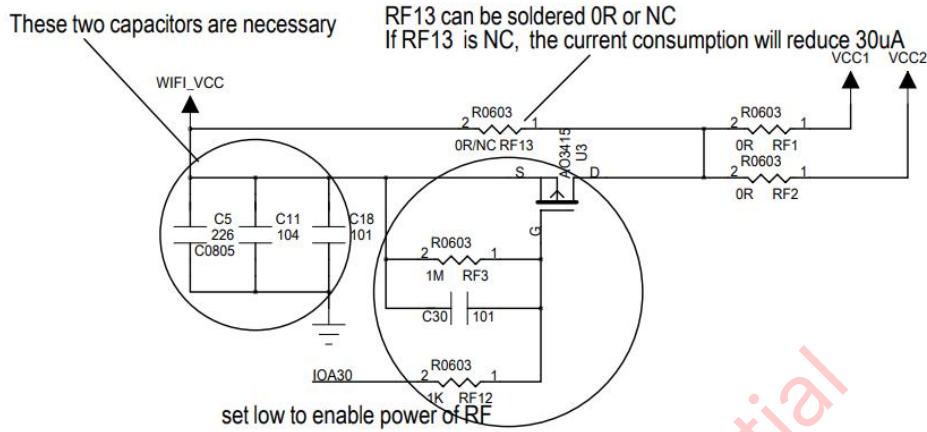 These two capacitors are necessary
RF13 can be soldered 0R or NC
If RF13 is NC, the current consumption will reduce 30uA
VCC1 VCC2
WIFI_VCC
R0603
2 1
0R/NC RF13
R0603
2 1
0R RF1
R0603
2 1
0R RF2
AO3415
U3
S D
G
C5
226
C0805
C11
104
C18
101
R0603
2 1
1M RF3
C30 101
R0603
IOA30 2 1
1K RF12
set low to enable power of RF
tial